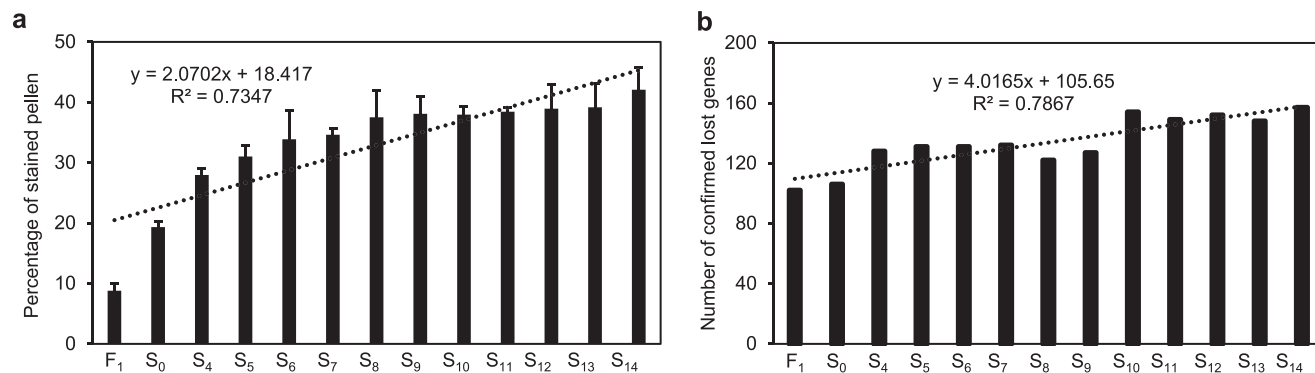 a
50
40
30
20
10
0
Percentage of stained pellen
y = 2.0702x + 18.417
R² = 0.7347
F₁ S₀ S₄ S₅ S₆ S₇ S₈ S₉ S₁₀ S₁₁ S₁₂ S₁₃ S₁₄
b
200
160
120
80
40
0
Number of confirmed lost genes
y = 4.0165x + 105.65
R² = 0.7867
F₁ S₀ S₄ S₅ S₆ S₇ S₈ S₉ S₁₀ S₁₁ S₁₂ S₁₃ S₁₄